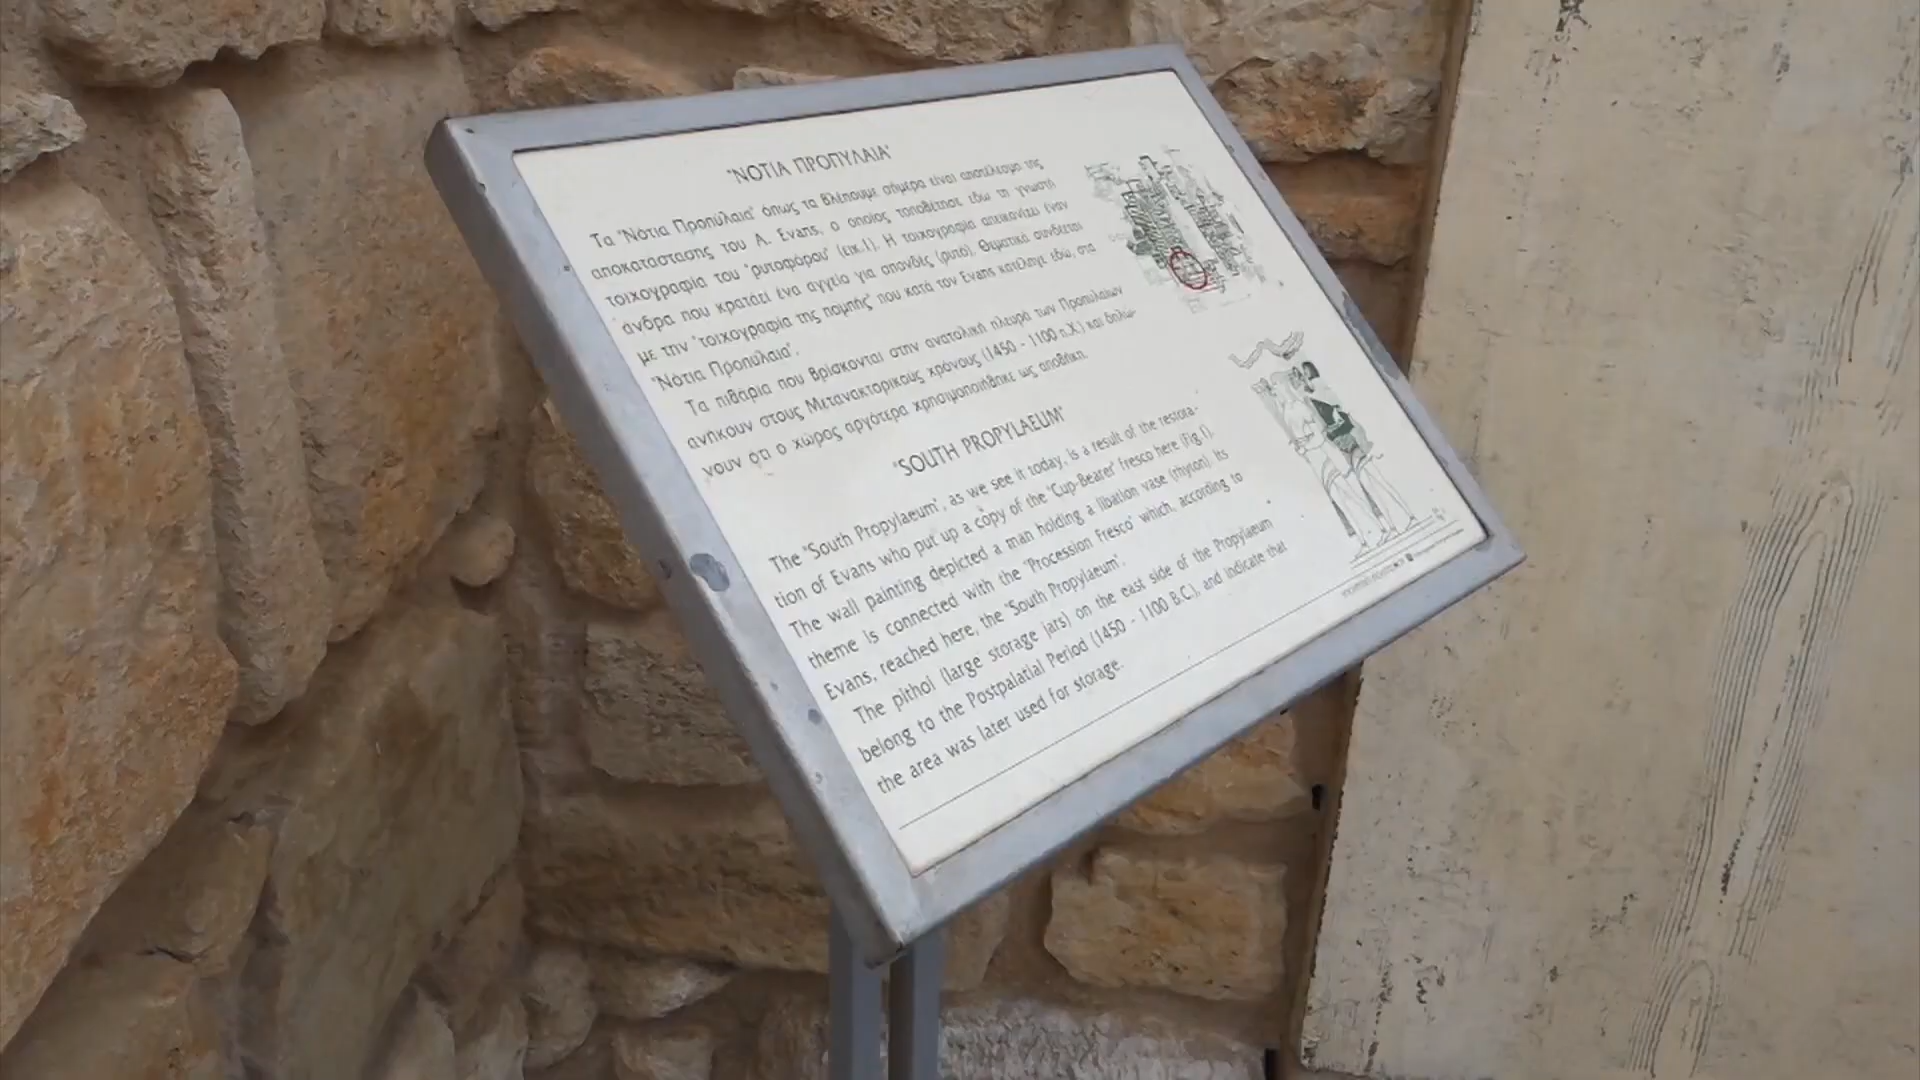 "ΝΟΤΙΑ ΠΡΟΠΥΛΑΙΑ"
Τα "Νότια Προπύλαια" όπως τα βλέπουμε σήμερα είναι αποτέλεσμα της
αποκατάστασης του Α. Evans, ο οποίος τοποθέτησε εδώ τη γνωστή
τοιχογραφία του "ρυτοφόρου" (εικ.1). Η τοιχογραφία απεικονίζει έναν
άνδρα που κρατάει ένα αγγείο για σπονδές (ρυτό). Θεματικά συνδέεται
με την "τοιχογραφία της πομπής" που κατά τον Evans κατέληγε εδώ, στα
"Νότια Προπύλαια".
Τα πιθάρια που βρίσκονται στην ανατολική πλευρά των Προπυλαίων
ανήκουν στους Μετανακτορικούς χρόνους (1450 - 1100 π.Χ.) και δηλώ-
νουν ότι ο χώρος αργότερα χρησιμοποιήθηκε ως αποθήκη.
"SOUTH PROPYLAEUM"
The "South Propylaeum", as we see it today, is a result of the restora-
tion of Evans who put up a copy of the "Cup-Bearer" fresco here (Fig.1).
The wall painting depicted a man holding a libation vase (rhyton). Its
theme is connected with the "Procession Fresco" which, according to
Evans, reached here, the "South Propylaeum".
The pithoi (large storage jars) on the east side of the Propylaeum
belong to the Postpalatial Period (1450 - 1100 B.C.), and indicate that
the area was later used for storage.